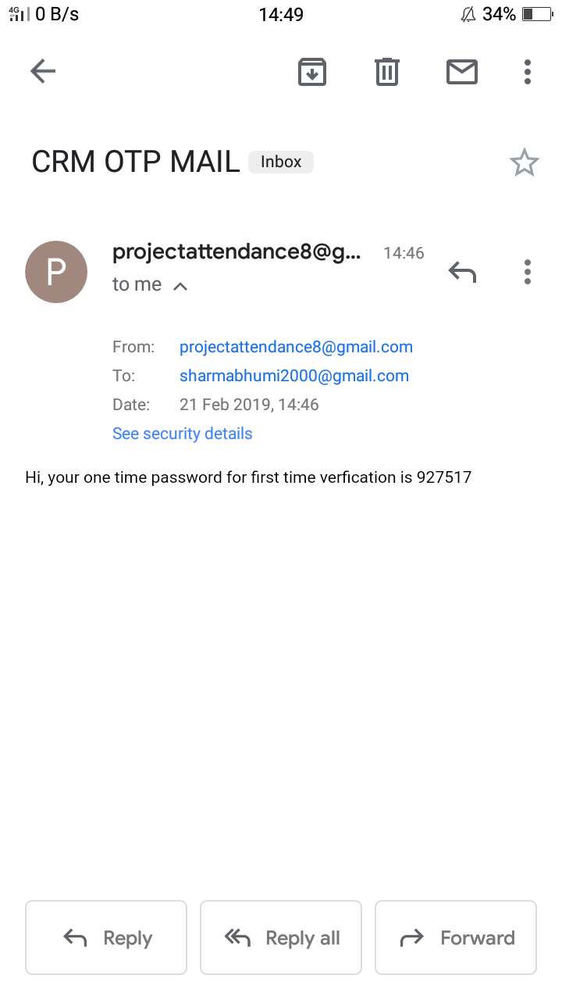 4G 0 B/s 14:49 34%
CRM OTP MAIL Inbox
P
projectattendance8@g... 14:46
to me
From: projectattendance8@gmail.com
To: sharmabhumi2000@gmail.com
Date: 21 Feb 2019, 14:46
See security details
Hi, your one time password for first time verfication is 927517
Reply Reply all Forward